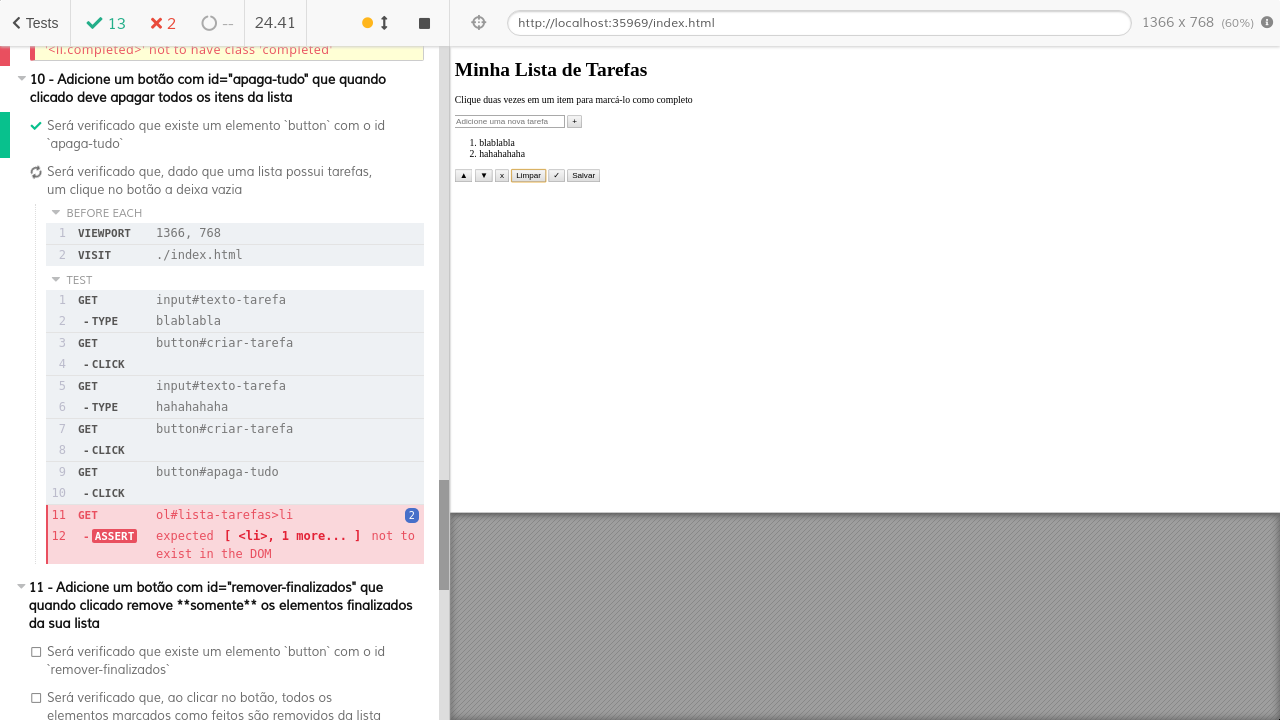 Tests 13 2 -- 24.41
'<li.completed>' not to have class 'completed'
10 - Adicione um botão com id="apaga-tudo" que quando
clicado deve apagar todos os itens da lista
Será verificado que existe um elemento `button` com o id
`apaga-tudo`
Será verificado que, dado que uma lista possui tarefas,
um clique no botão a deixa vazia
BEFORE EACH
1 VIEWPORT 1366, 768
2 VISIT ./index.html
TEST
1 GET input#texto-tarefa
2 - TYPE blablabla
3 GET button#criar-tarefa
4 - CLICK
5 GET input#texto-tarefa
6 - TYPE hahahahaha
7 GET button#criar-tarefa
8 - CLICK
9 GET button#apaga-tudo
10 - CLICK
11 GET ol#lista-tarefas>li 2
12 - ASSERT expected [ <li>, 1 more... ] not to
exist in the DOM
11 - Adicione um botão com id="remover-finalizados" que
quando clicado remove **somente** os elementos finalizados
da sua lista
Será verificado que existe um elemento `button` com o id
`remover-finalizados`
Será verificado que, ao clicar no botão, todos os
elementos marcados como feitos são removidos da lista
http://localhost:35969/index.html 1366 x 768 (60%)
Minha Lista de Tarefas
Clique duas vezes em um item para marcá-lo como completo
Adicione uma nova tarefa +
1. blablabla
2. hahahahaha
▲ ▼ x Limpar ✓ Salvar